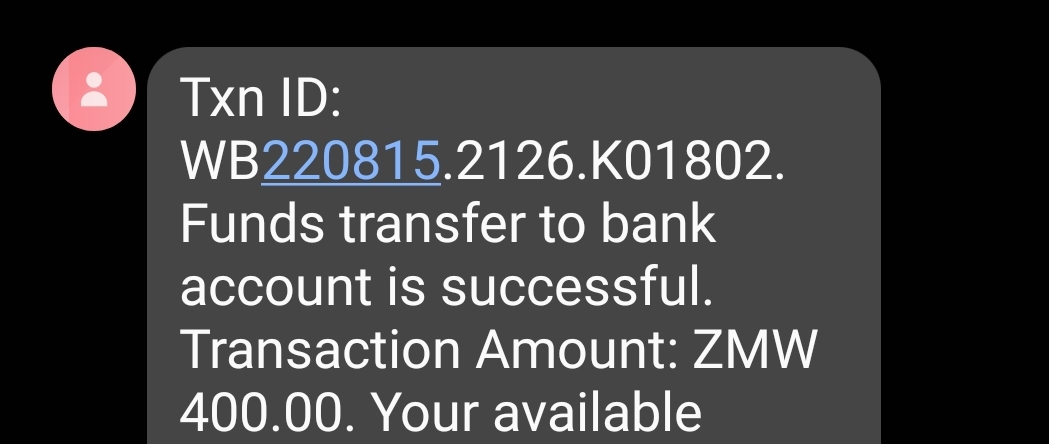 Txn ID:
WB220815.2126.K01802.
Funds transfer to bank
account is successful.
Transaction Amount: ZMW
400.00. Your available